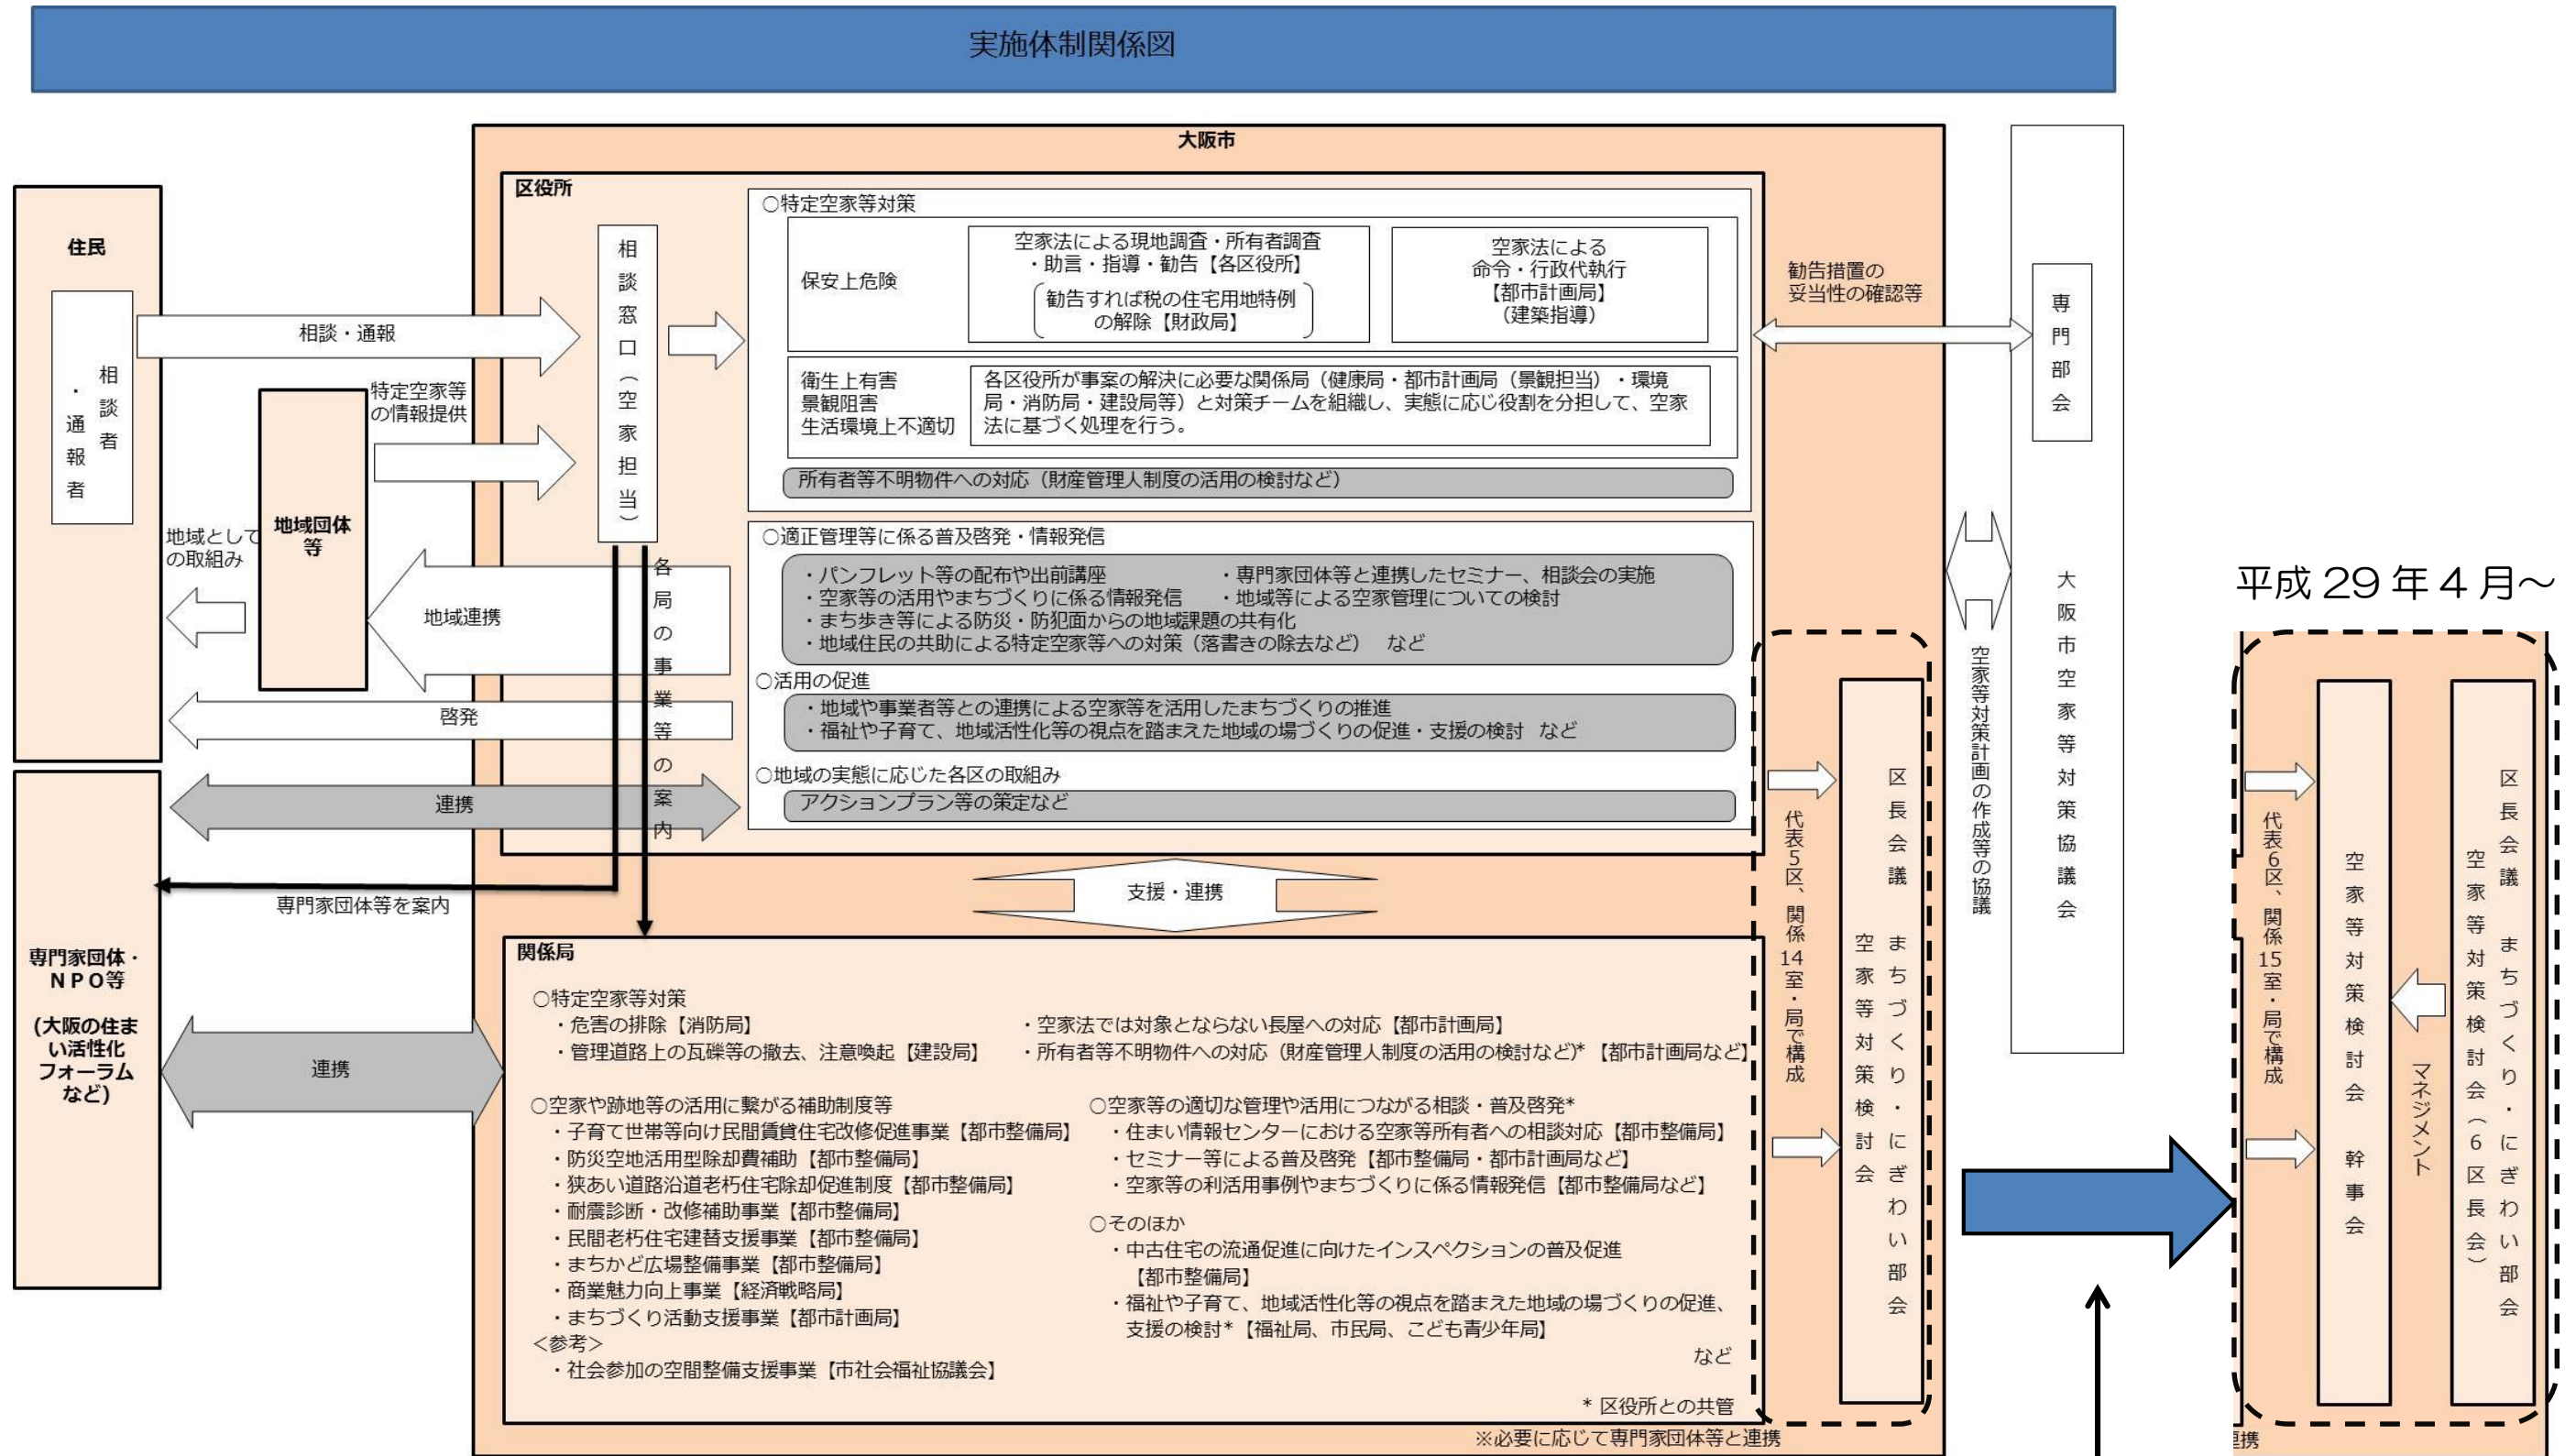 実施体制関係図
大阪市
住民
相談者
・通報者
相談・通報
特定空家等
の情報提供
地域団体
等
地域として
の取組み
地域連携
啓発
連携
専門家団体等を案内
専門家団体・
ＮＰＯ等
(大阪の住ま
い活性化
フォーラム
など)
連携
区役所
相談窓口（空家担当）
各局の事業等の案内
○特定空家等対策
保安上危険
空家法による現地調査・所有者調査
・助言・指導・勧告【各区役所】
勧告すれば税の住宅用地特例
の解除【財政局】
空家法による
命令・行政代執行
【都市計画局】
（建築指導）
衛生上有害
景観阻害
生活環境上不適切
各区役所が事案の解決に必要な関係局（健康局・都市計画局（景観担当）・環境
局・消防局・建設局等）と対策チームを組織し、実態に応じ役割を分担して、空家
法に基づく処理を行う。
所有者等不明物件への対応（財産管理人制度の活用の検討など）
○適正管理等に係る普及啓発・情報発信
・パンフレット等の配布や出前講座 ・専門家団体等と連携したセミナー、相談会の実施
・空家等の活用やまちづくりに係る情報発信 ・地域等による空家管理についての検討
・まち歩き等による防災・防犯面からの地域課題の共有化
・地域住民の共助による特定空家等への対策（落書きの除去など） など
○活用の促進
・地域や事業者等との連携による空家等を活用したまちづくりの推進
・福祉や子育て、地域活性化等の視点を踏まえた地域の場づくりの促進・支援の検討 など
○地域の実態に応じた各区の取組み
アクションプラン等の策定など
支援・連携
関係局
○特定空家等対策
・危害の排除【消防局】
・管理道路上の瓦礫等の撤去、注意喚起【建設局】
・空家法では対象とならない長屋への対応【都市計画局】
・所有者等不明物件への対応（財産管理人制度の活用の検討など）*【都市計画局など】
○空家や跡地等の活用に繋がる補助制度等
・子育て世帯等向け民間賃貸住宅改修促進事業【都市整備局】
・防災空地活用型除却費補助【都市整備局】
・狭あい道路沿道老朽住宅除却促進制度【都市整備局】
・耐震診断・改修補助事業【都市整備局】
・民間老朽住宅建替支援事業【都市整備局】
・まちかど広場整備事業【都市整備局】
・商業魅力向上事業【経済戦略局】
・まちづくり活動支援事業【都市計画局】
＜参考＞
・社会参加の空間整備支援事業【市社会福祉協議会】
○空家等の適切な管理や活用につながる相談・普及啓発*
・住まい情報センターにおける空家等所有者への相談対応【都市整備局】
・セミナー等による普及啓発【都市整備局・都市計画局など】
・空家等の利活用事例やまちづくりに係る情報発信【都市整備局など】
○そのほか
・中古住宅の流通促進に向けたインスペクションの普及促進
【都市整備局】
・福祉や子育て、地域活性化等の視点を踏まえた地域の場づくりの促進、
支援の検討*【福祉局、市民局、こども青少年局】
など
* 区役所との共管
※必要に応じて専門家団体等と連携
勧告措置の
妥当性の確認等
代表5区、関係14室・局で構成
区長会議 まちづくり・にぎわい部会
空家等対策検討会
専門部会
大阪市空家等対策協議会
空家等対策計画の作成等の協議
平成 29 年 4 月～
代表6区、関係15室・局で構成
空家等対策検討会 幹事会
マネジメント
区長会議 まちづくり・にぎわい部会
空家等対策検討会（6区長会）
連携